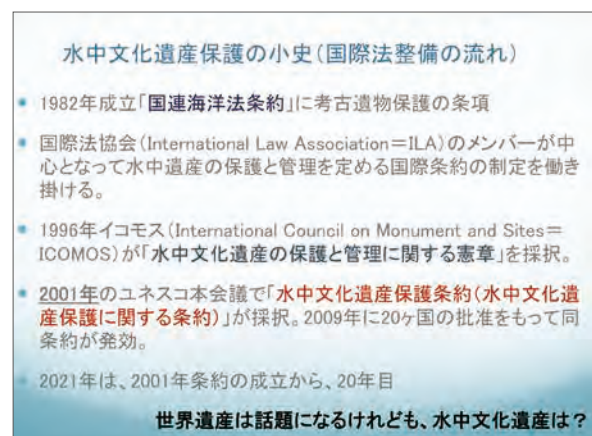 水中文化遺産保護の小史(国際法整備の流れ)
• 1982年成立「国連海洋法条約」に考古遺物保護の条項
• 国際法協会(International Law Association=ILA)のメンバーが中
心となって水中遺産の保護と管理を定める国際条約の制定を働き
掛ける。
• 1996年イコモス(International Council on Monument and Sites=
ICOMOS)が「水中文化遺産の保護と管理に関する憲章」を採択。
• 2001年のユネスコ本会議で「水中文化遺産保護条約(水中文化遺
産保護に関する条約)」が採択。2009年に20ヶ国の批准をもって同
条約が発効。
• 2021年は、2001年条約の成立から、20年目
世界遺産は話題になるけれども、水中文化遺産は?